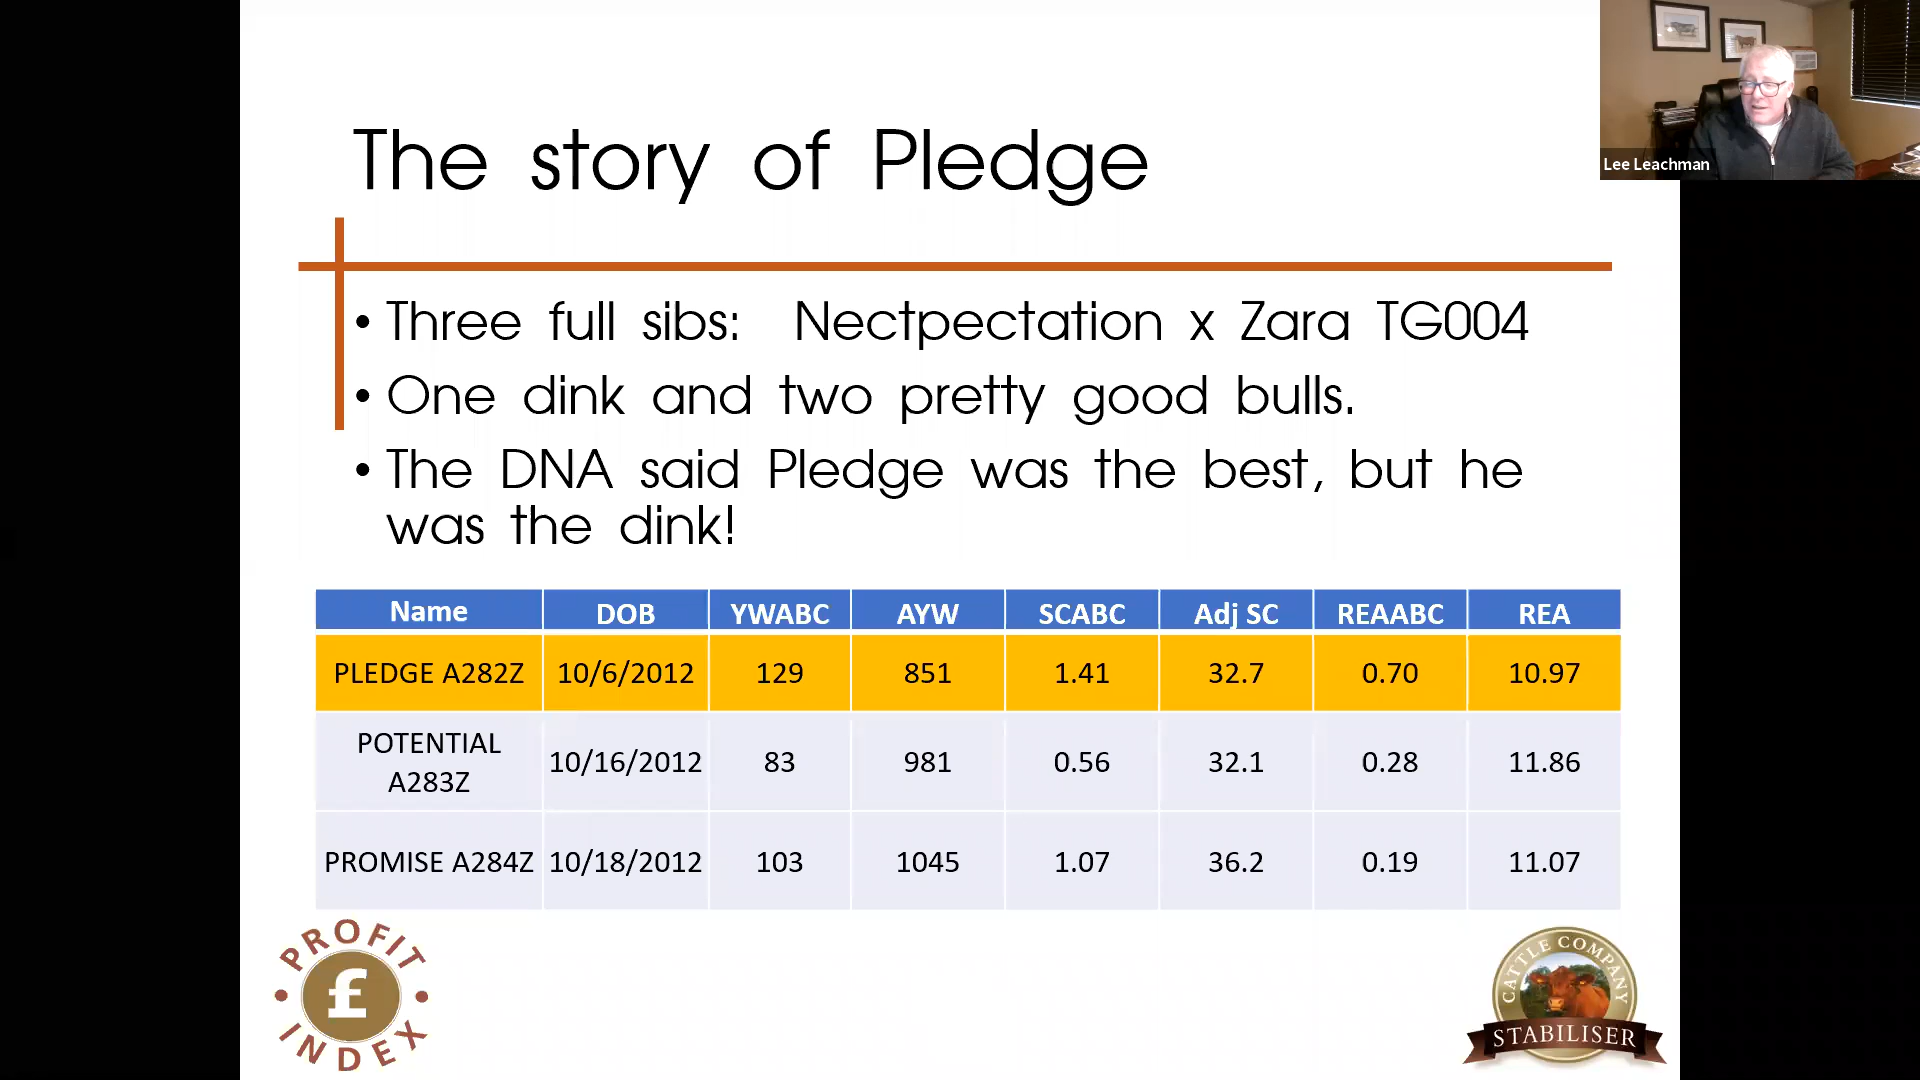 Lee Leachman
The story of Pledge
• Three full sibs: Nectpectation x Zara TG004
• One dink and two pretty good bulls.
• The DNA said Pledge was the best, but he
was the dink!
Name DOB YWABC AYW SCABC Adj SC REAABC REA
PLEDGE A282Z 10/6/2012 129 851 1.41 32.7 0.70 10.97
POTENTIAL
A283Z 10/16/2012 83 981 0.56 32.1 0.28 11.86
PROMISE A284Z 10/18/2012 103 1045 1.07 36.2 0.19 11.07
PROFIT
£
INDEX
CATTLE COMPANY
STABILISER